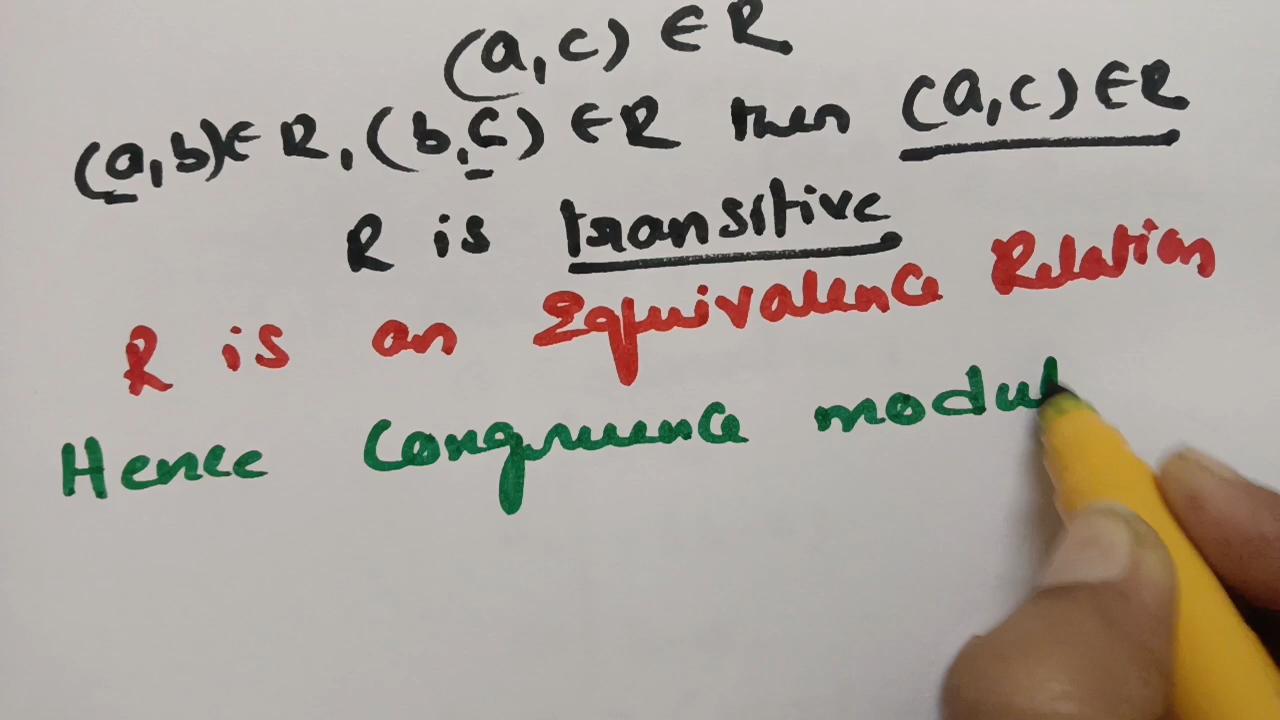 (a,c) ∈ R
(a,b) ∈ R, (b,c) ∈ R then (a,c) ∈ R
R is transitive
R is an Equivalence Relation
Hence Congruence modul